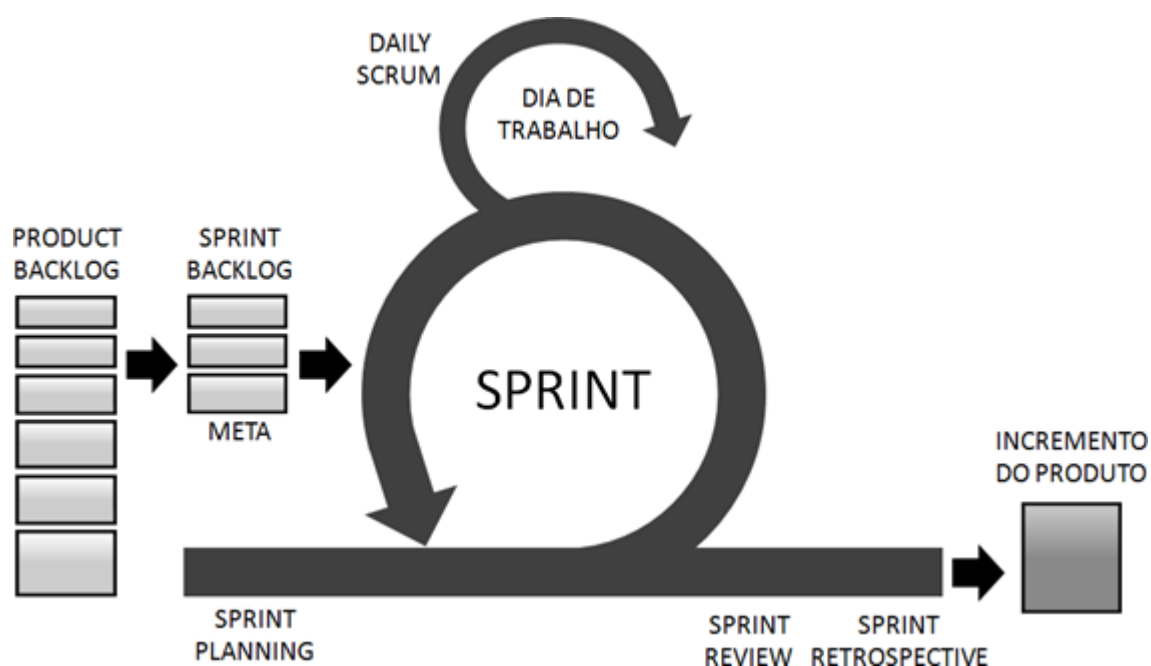 DAILY
SCRUM
DIA DE
TRABALHO
PRODUCT
BACKLOG
SPRINT
BACKLOG
SPRINT
META
INCREMENTO
DO PRODUTO
SPRINT
PLANNING
SPRINT
REVIEW
SPRINT
RETROSPECTIVE